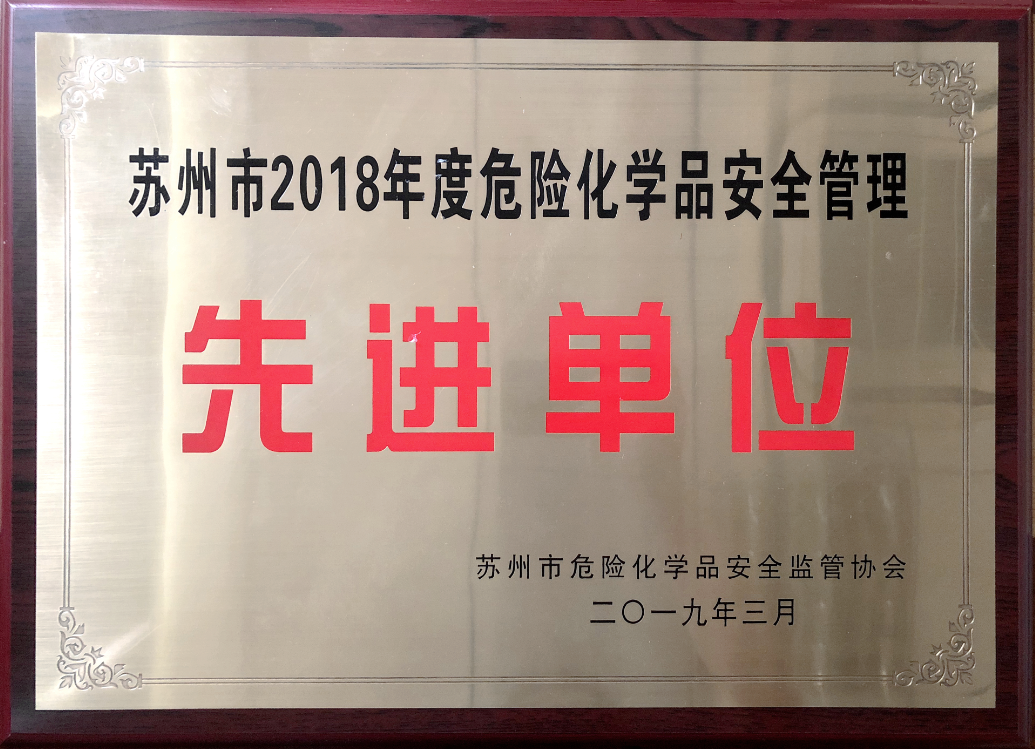 苏州市2018年度危险化学品安全管理
先进单位
苏州市危险化学品安全监管协会
二〇一九年三月